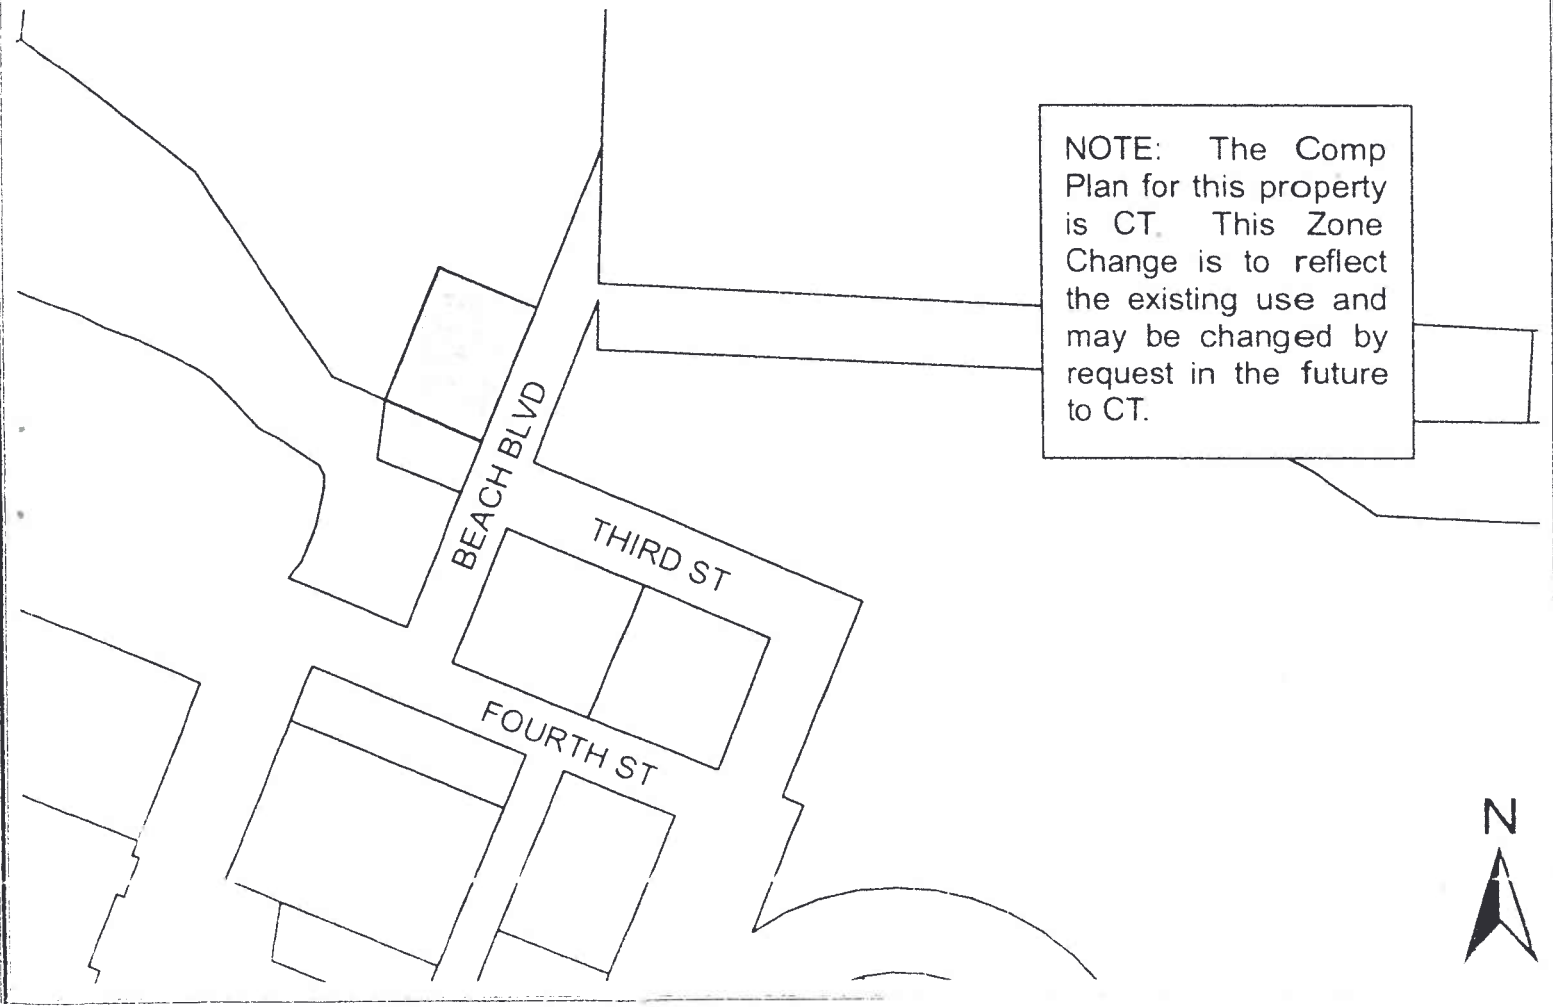 NOTE: The Comp
Plan for this property
is CT. This Zone
Change is to reflect
the existing use and
may be changed by
request in the future
to CT.
BEACH BLVD
THIRD ST
FOURTH ST
N